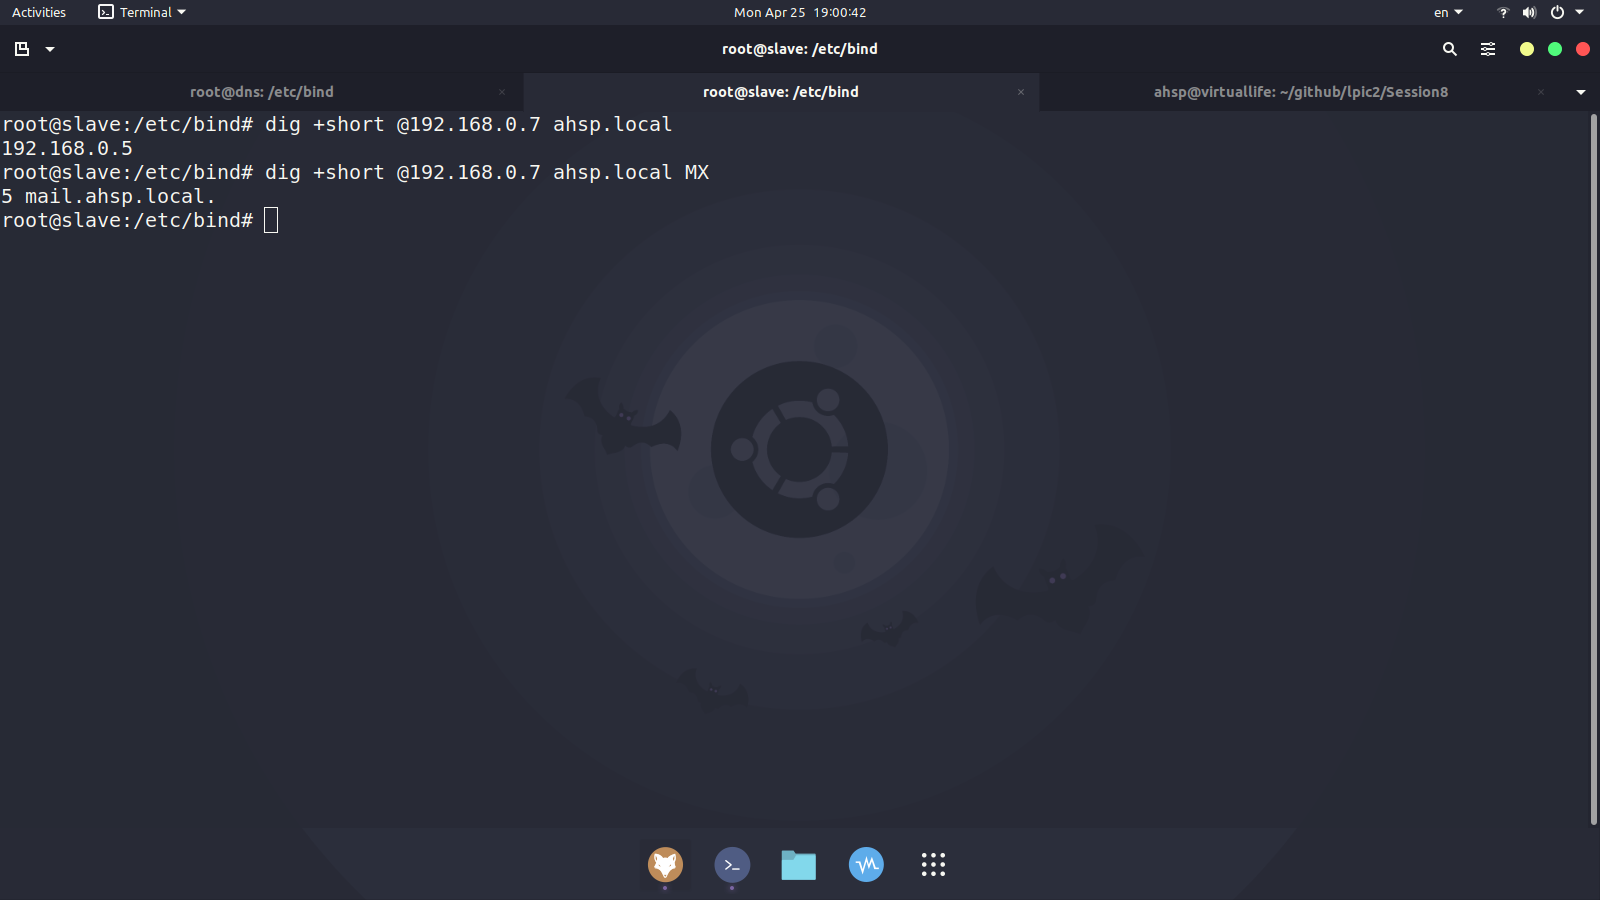 Activities Terminal Mon Apr 25 19:00:42 en
root@slave: /etc/bind
root@dns: /etc/bind × root@slave: /etc/bind × ahsp@virtuallife: ~/github/lpic2/Session8 ×
root@slave:/etc/bind# dig +short @192.168.0.7 ahsp.local
192.168.0.5
root@slave:/etc/bind# dig +short @192.168.0.7 ahsp.local MX
5 mail.ahsp.local.
root@slave:/etc/bind#